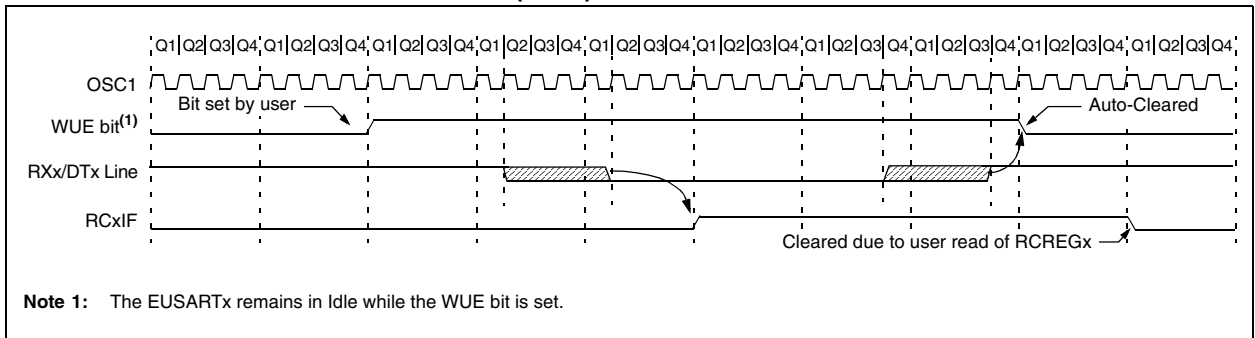 Q1 Q2 Q3 Q4 Q1 Q2 Q3 Q4 Q1 Q2 Q3 Q4 Q1 Q2 Q3 Q4 Q1 Q2 Q3 Q4 Q1 Q2 Q3 Q4 Q1 Q2 Q3 Q4 Q1 Q2 Q3 Q4 Q1 Q2 Q3 Q4 Q1 Q2 Q3 Q4
OSC1
Bit set by user
Auto-Cleared
WUE bit(1)
RXx/DTx Line
RCxIF
Cleared due to user read of RCREGx
Note 1: The EUSARTx remains in Idle while the WUE bit is set.